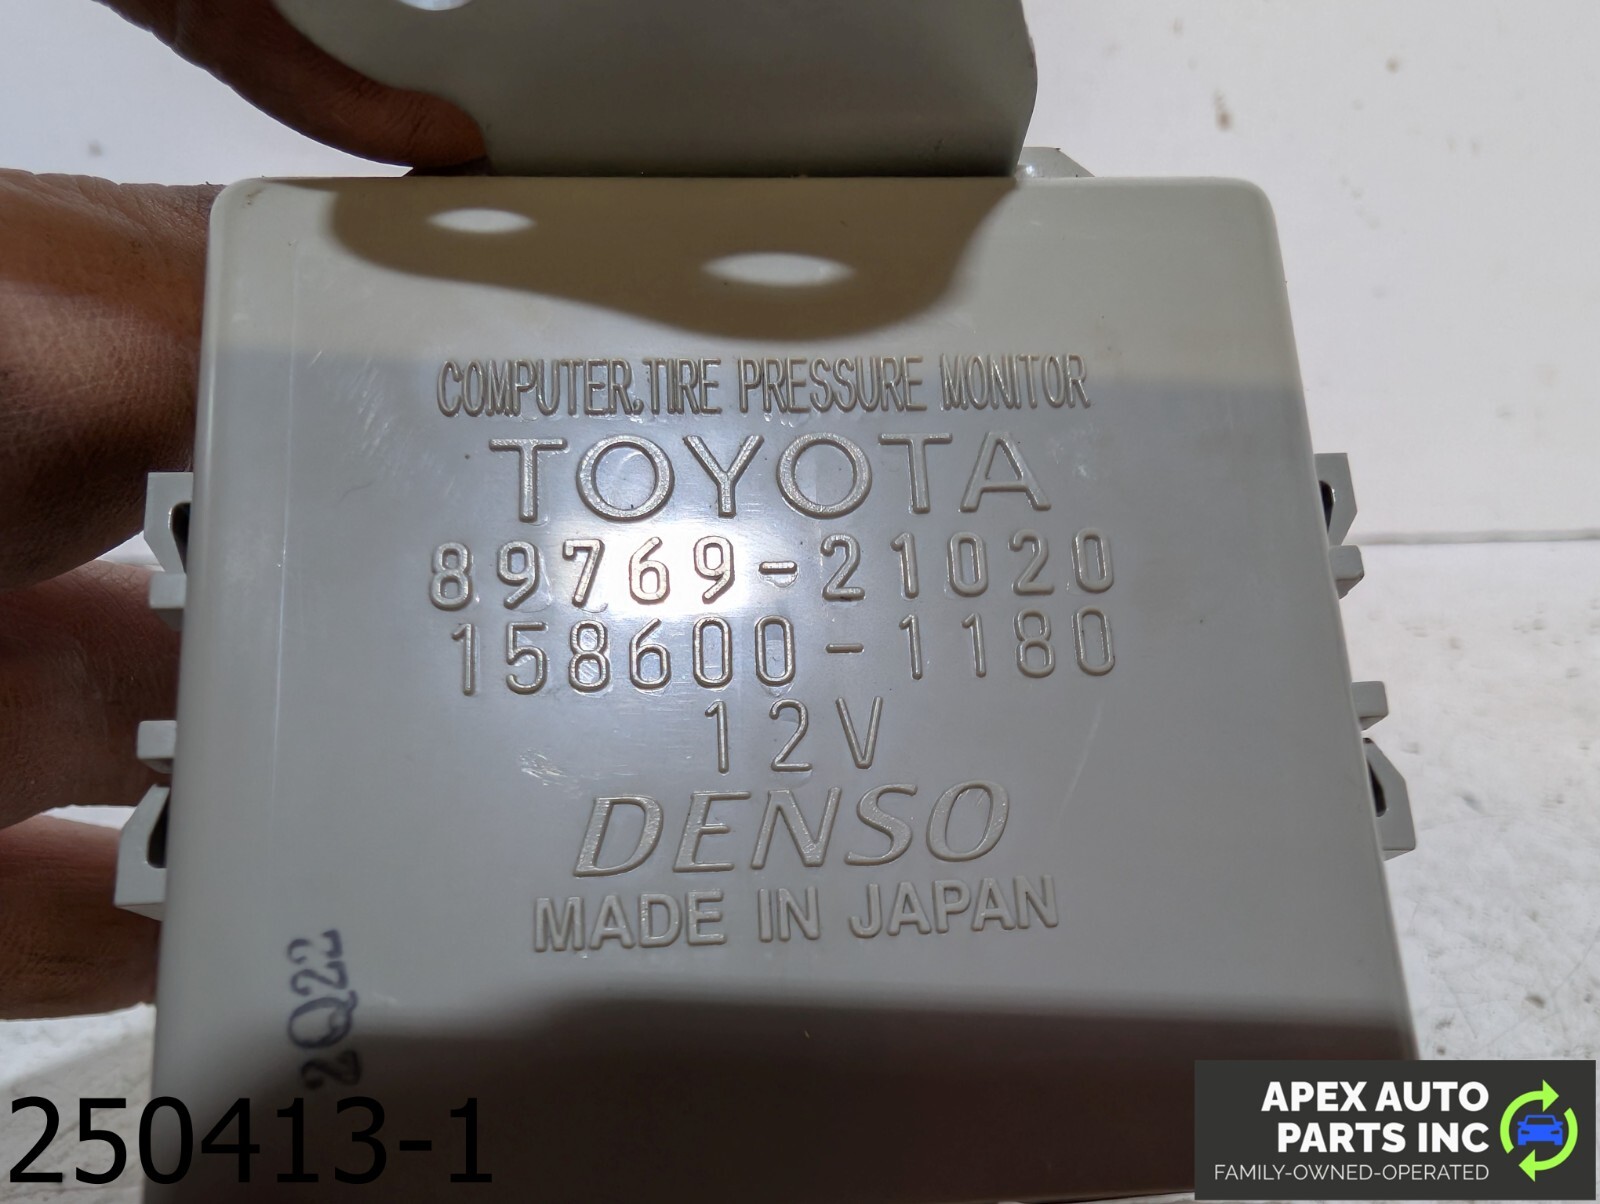 COMPUTER,TIRE PRESSURE MONITOR
TOYOTA
89769-21020
158600-1180
12V
DENSO
MADE IN JAPAN
2Q22
250413-1
APEX AUTO
PARTS INC
FAMILY-OWNED-OPERATED